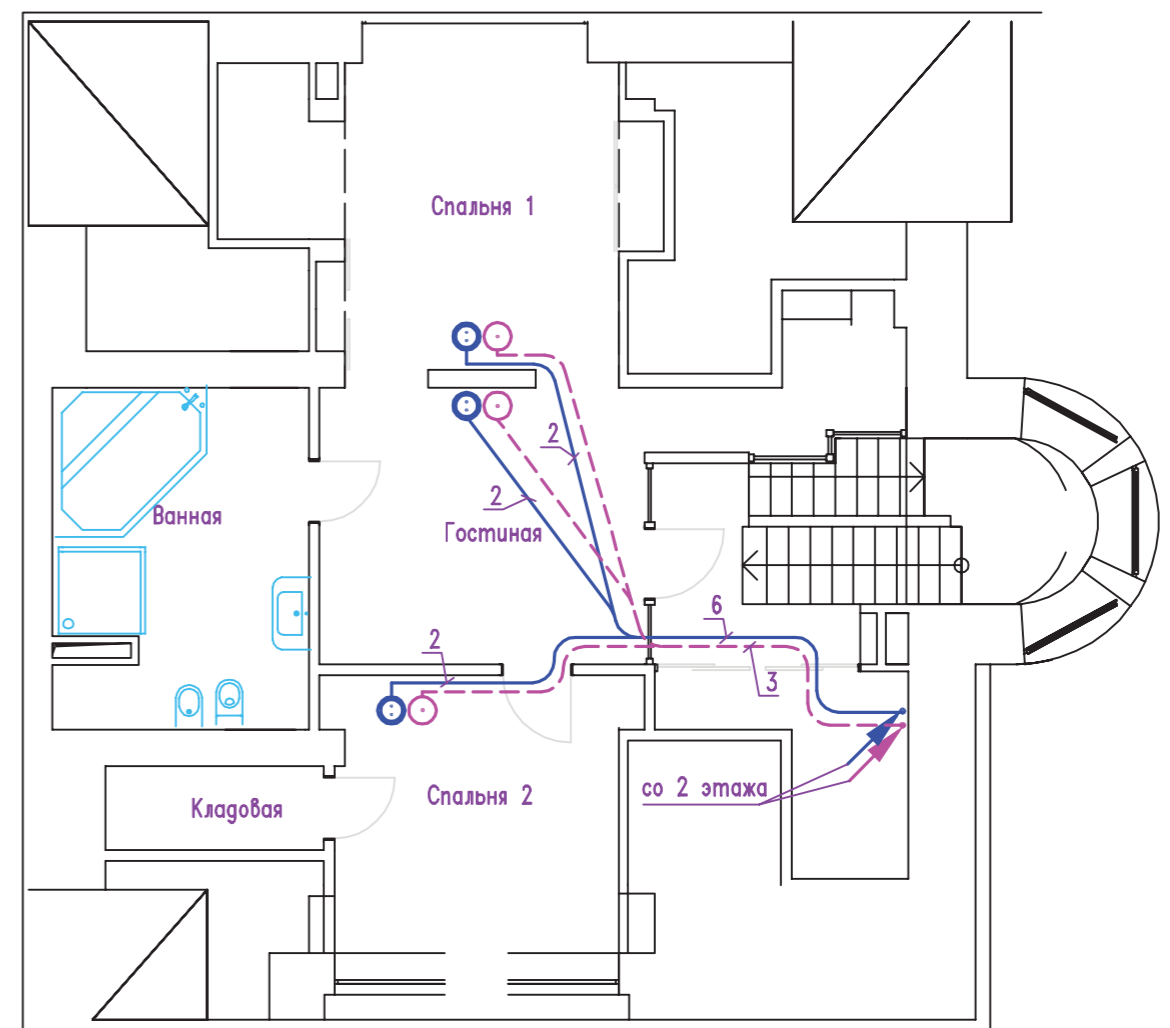 Спальня 1
2
2
Ванная
Гостиная
6
2
3
со 2 этажа
Спальня 2
Кладовая